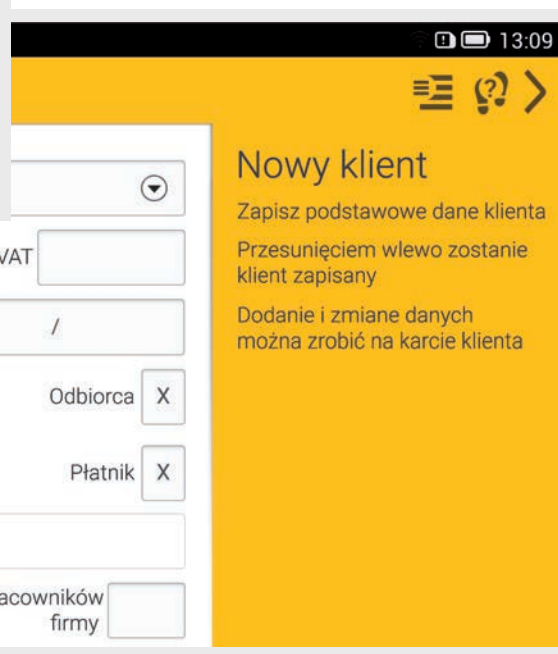 13:09
Nowy klient
Zapisz podstawowe dane klienta
Przesunięciem wlewo zostanie
klient zapisany
Dodanie i zmiane danych
można zrobić na karcie klienta
VAT
/
Odbiorca X
Płatnik X
acowników
firmy